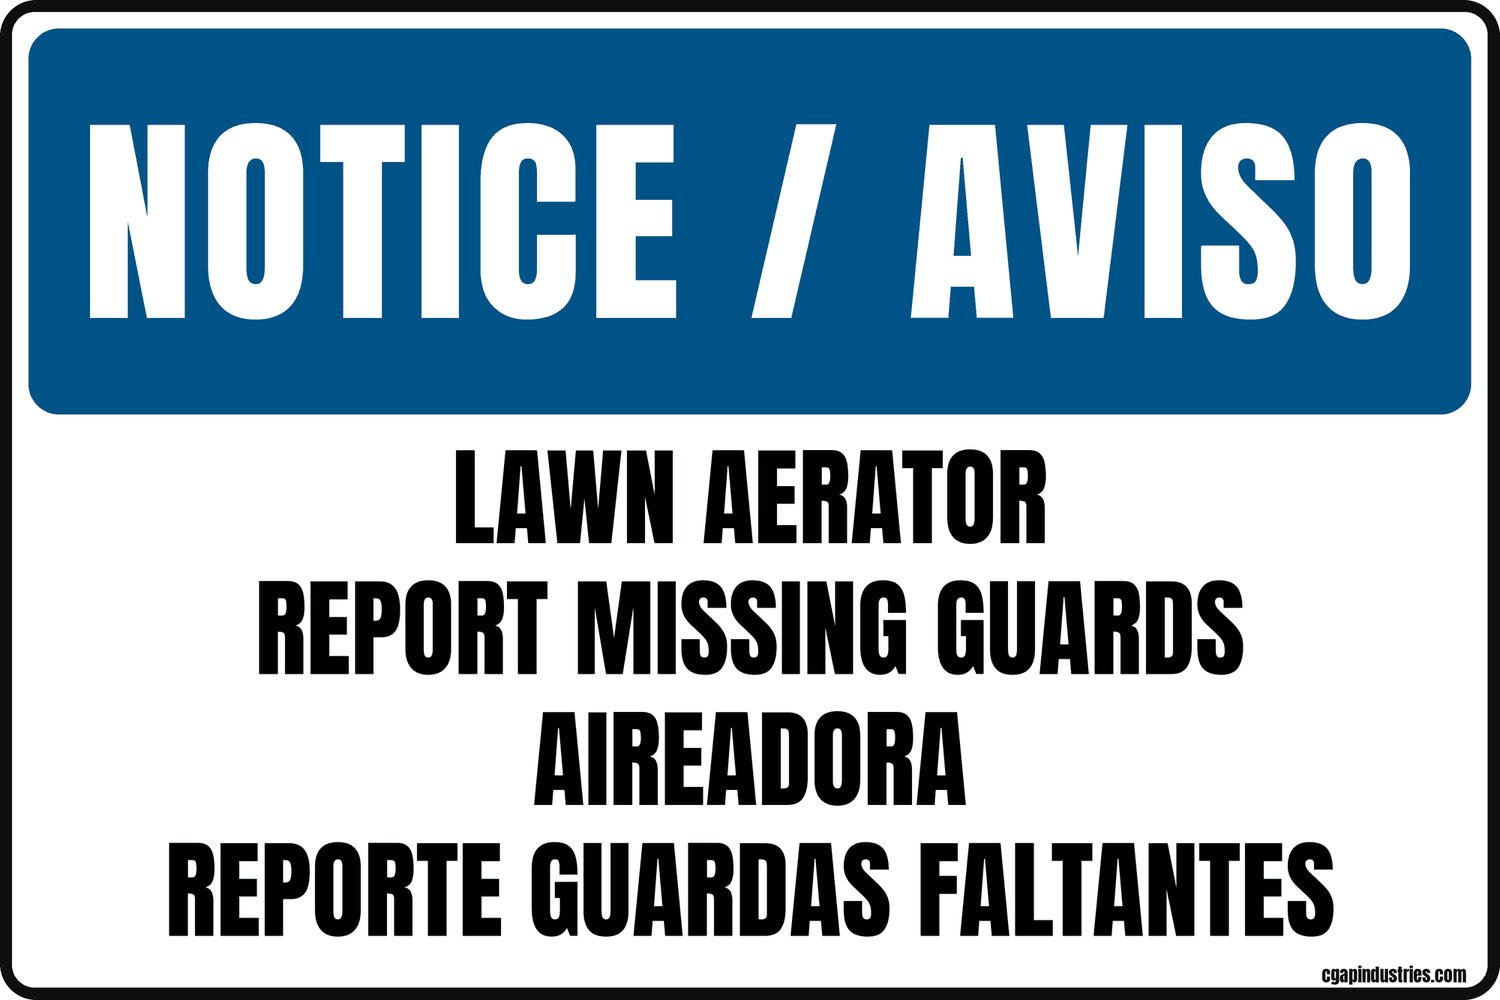 NOTICE / AVISO
LAWN AERATOR
REPORT MISSING GUARDS
AIREADORA
REPORTE GUARDAS FALTANTES
cgapindustries.com